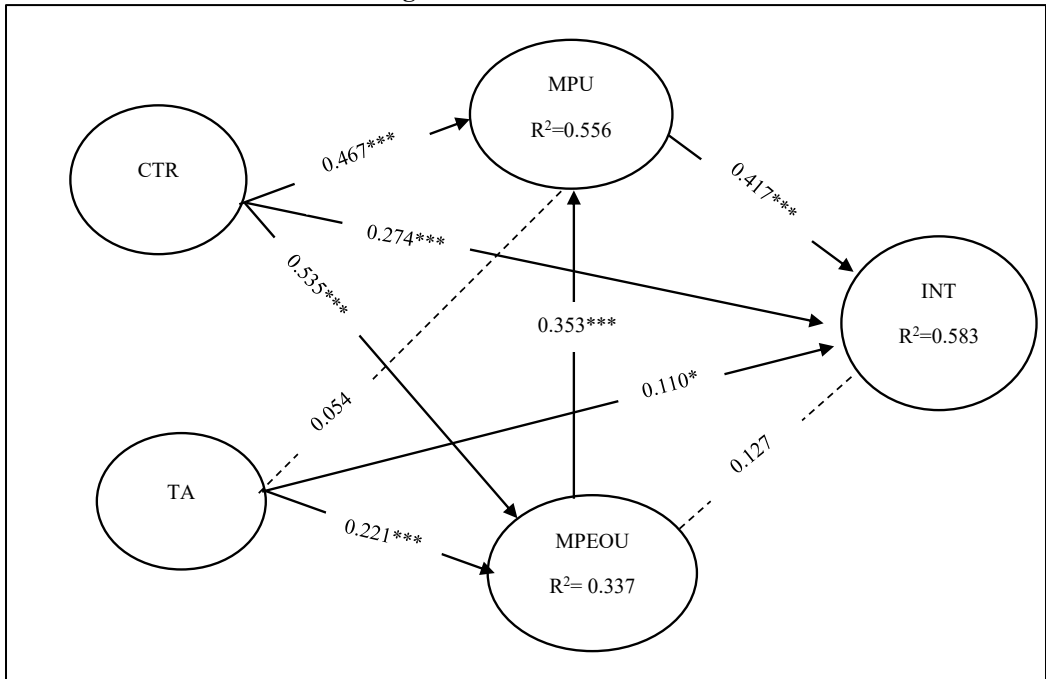 MPU
R²=0.556
CTR
0.467***
0.417***
0.274***
0.535***
INT
R²=0.583
0.353***
0.110*
0.054
0.127
TA
0.221***
MPEOU
R²= 0.337